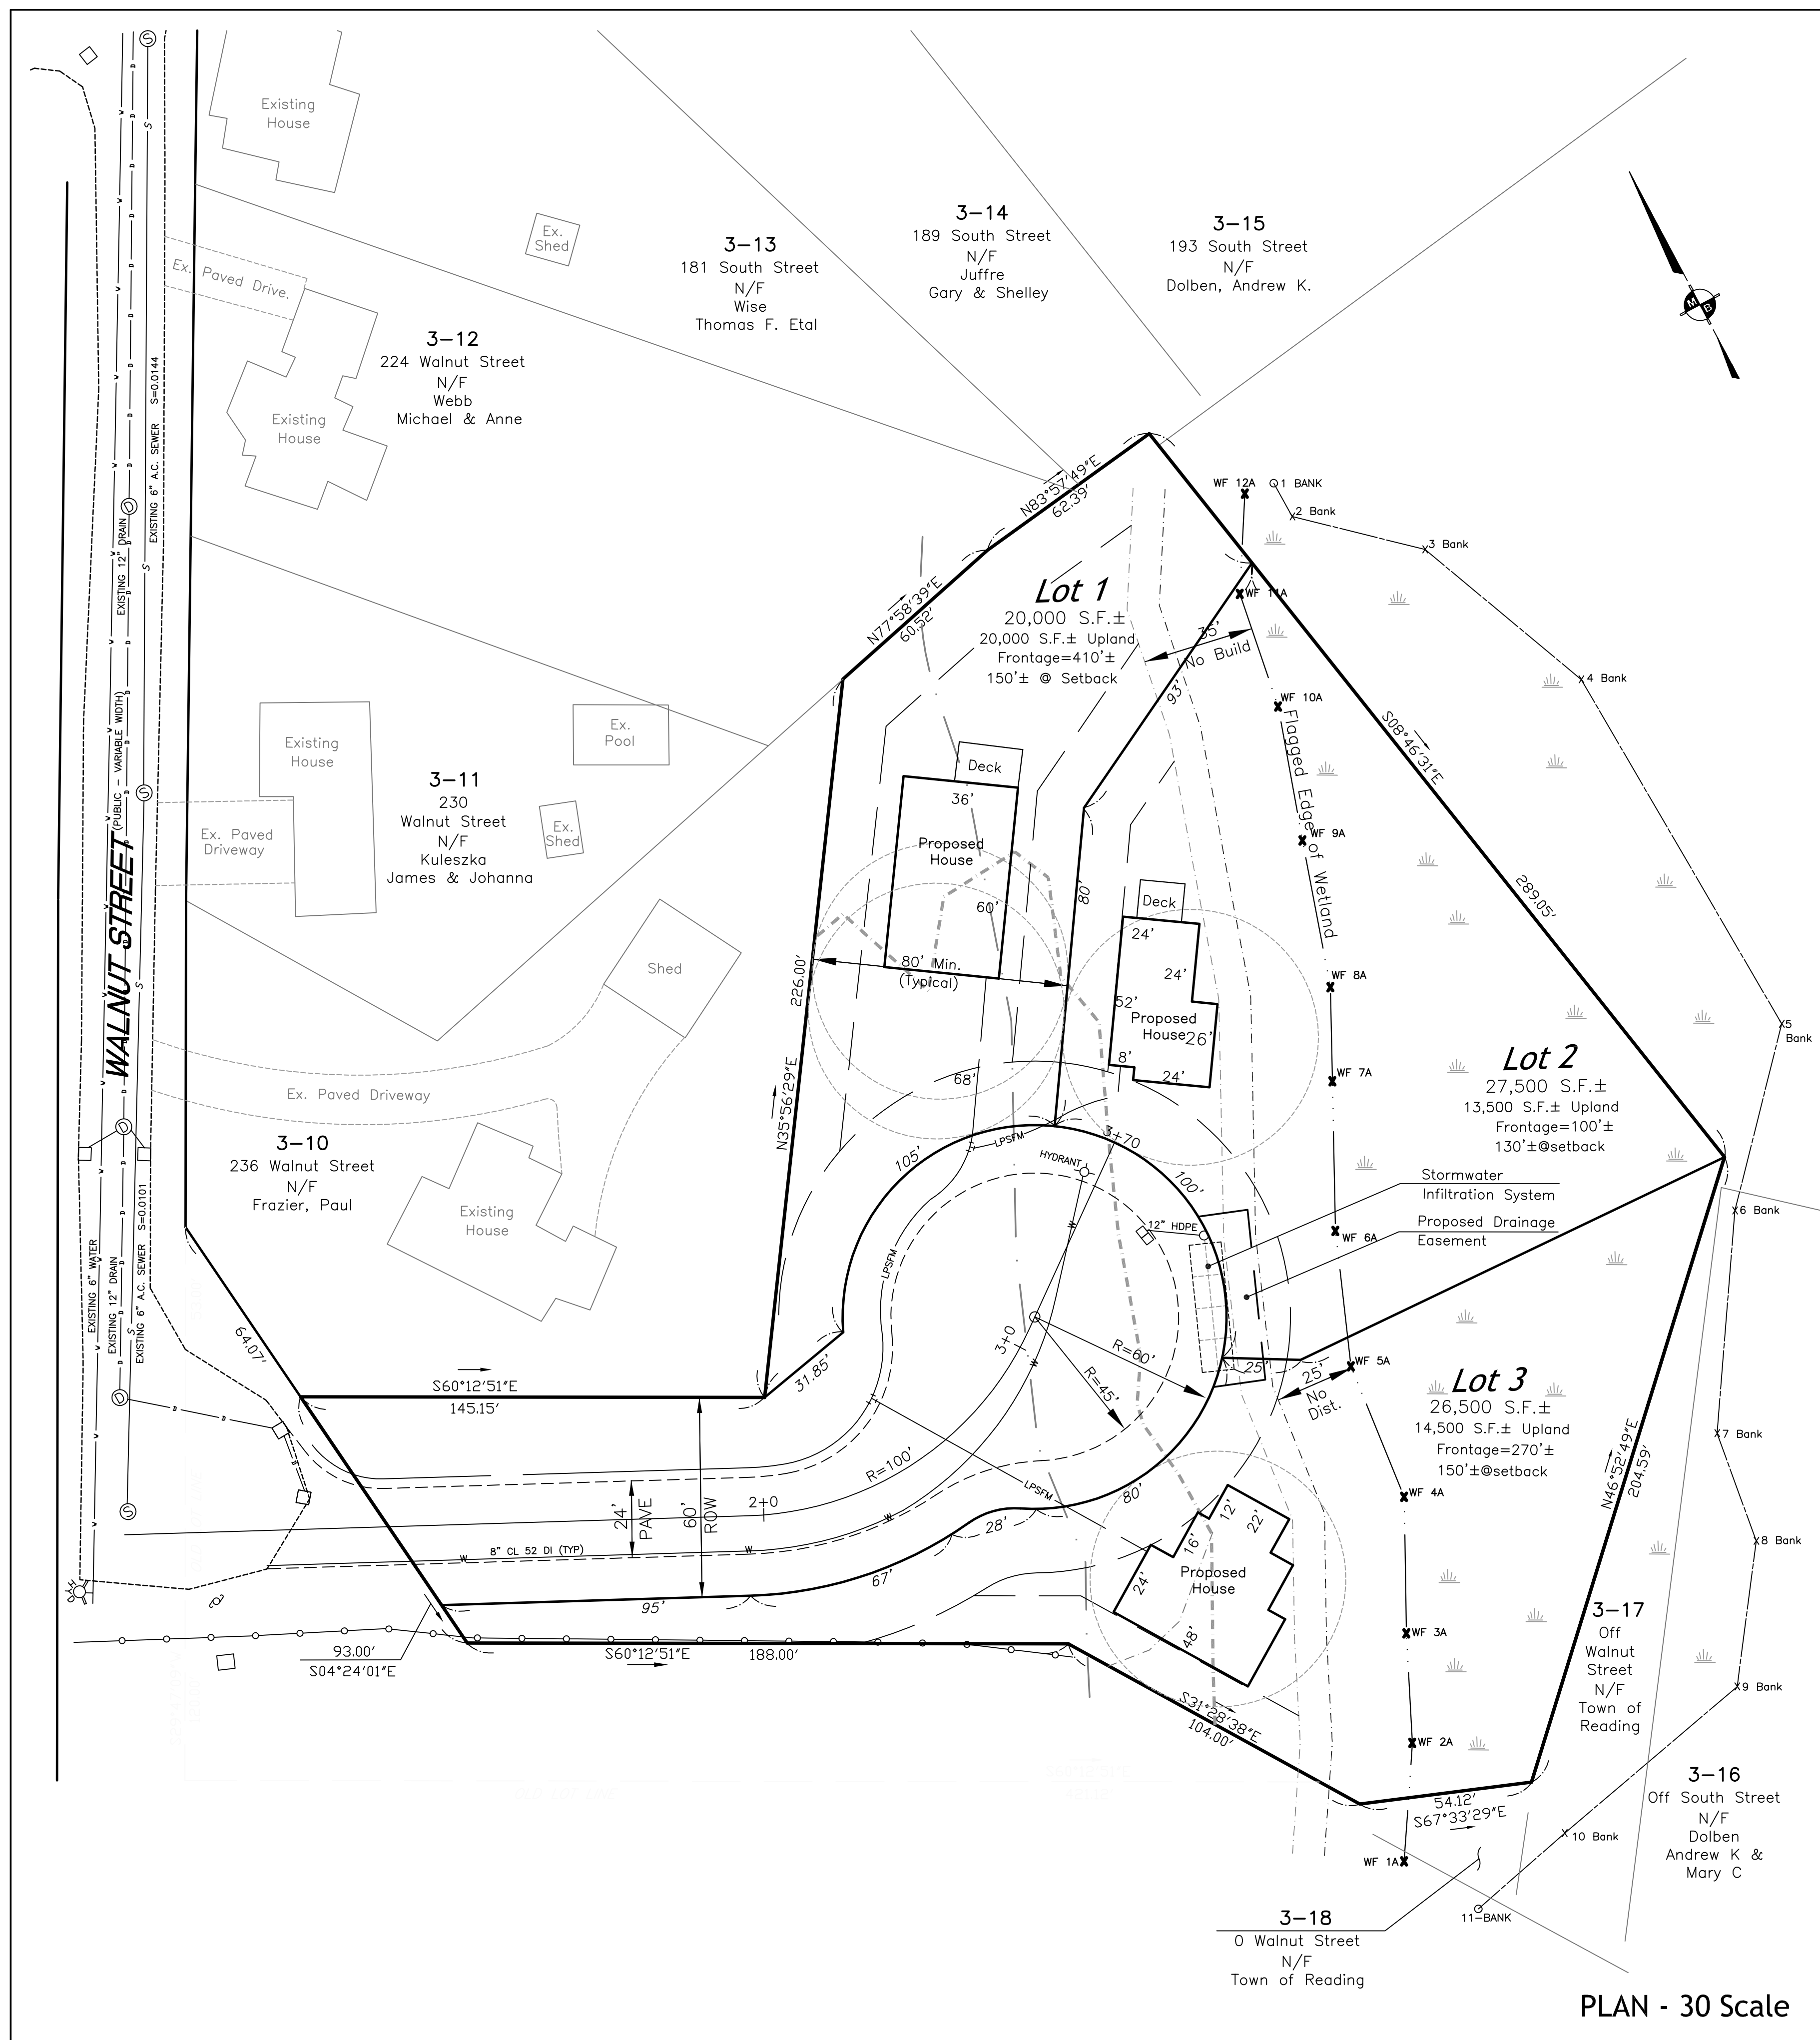 Existing
House
Ex.
Shed
Ex. Paved Drive.
3-12
224 Walnut Street
N/F
Webb
Michael & Anne
Existing
House
3-13
181 South Street
N/F
Wise
Thomas F. Etal
3-14
189 South Street
N/F
Juffre
Gary & Shelley
3-15
193 South Street
N/F
Dolben, Andrew K.
M
B
EXISTING 12" DRAIN
EXISTING 6" A.C. SEWER S=0.0144
WALNUT STREET
(PUBLIC - VARIABLE WIDTH)
EXISTING 6" WATER
EXISTING 12" DRAIN
EXISTING 6" A.C. SEWER S=0.0101
Existing
House
Ex.
Pool
Ex. Paved
Driveway
Ex.
Shed
3-11
230
Walnut Street
N/F
Kuleszka
James & Johanna
Shed
Ex. Paved Driveway
3-10
236 Walnut Street
N/F
Frazier, Paul
Existing
House
N83°57'49"E
62.39'
N77°58'39"E
60.52'
N35°56'29"E
226.00'
Lot 1
20,000 S.F.±
20,000 S.F.± Upland
Frontage=410'±
150'± @ Setback
35'
No Build
93'
80'
Deck
36'
Proposed
House
60'
80' Min.
(Typical)
68'
Deck
24'
24'
52'
Proposed
House
26'
8'
24'
WF 12A
1 BANK
2 Bank
3 Bank
4 Bank
5
Bank
6 Bank
7 Bank
8 Bank
9 Bank
10 Bank
11-BANK
WF 11A
WF 10A
Flagged Edge of Wetland
WF 9A
WF 8A
WF 7A
WF 6A
WF 5A
WF 4A
WF 3A
WF 2A
WF 1A
S08°46'31"E
289.05'
Lot 2
27,500 S.F.±
13,500 S.F.± Upland
Frontage=100'±
130'±@setback
Stormwater
Infiltration System
Proposed Drainage
Easement
105'
LPSFM
3+70
HYDRANT
100'
12" HDPE
LPSFM
3+0
R=60'
R=45'
25'
25'
No
Dist.
Lot 3
26,500 S.F.±
14,500 S.F.± Upland
Frontage=270'±
150'±@setback
N46°52'49"E
204.59'
64.07'
S60°12'51"E
145.15'
31.85'
R=100'
LPSFM
80'
24'
PAVE
60'
ROW
2+0
28'
8" CL 52 DI (TYP)
67'
95'
HYD
93.00'
S04°24'01"E
S60°12'51"E
188.00'
12'
22'
16'
24'
Proposed
House
48'
S31°28'38"E
104.00'
54.12'
S67°33'29"E
3-17
Off
Walnut
Street
N/F
Town of
Reading
3-16
Off South Street
N/F
Dolben
Andrew K &
Mary C
3-18
0 Walnut Street
N/F
Town of Reading
PLAN - 30 Scale